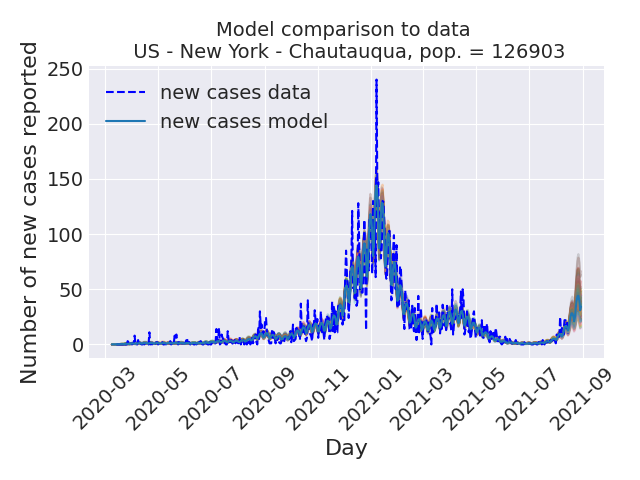 Model comparison to data
US - New York - Chautauqua, pop. = 126903
Number of new cases reported
250
200
150
100
50
0
new cases data
new cases model
2020-03
2020-05
2020-07
2020-09
2020-11
2021-01
2021-03
2021-05
2021-07
2021-09
Day